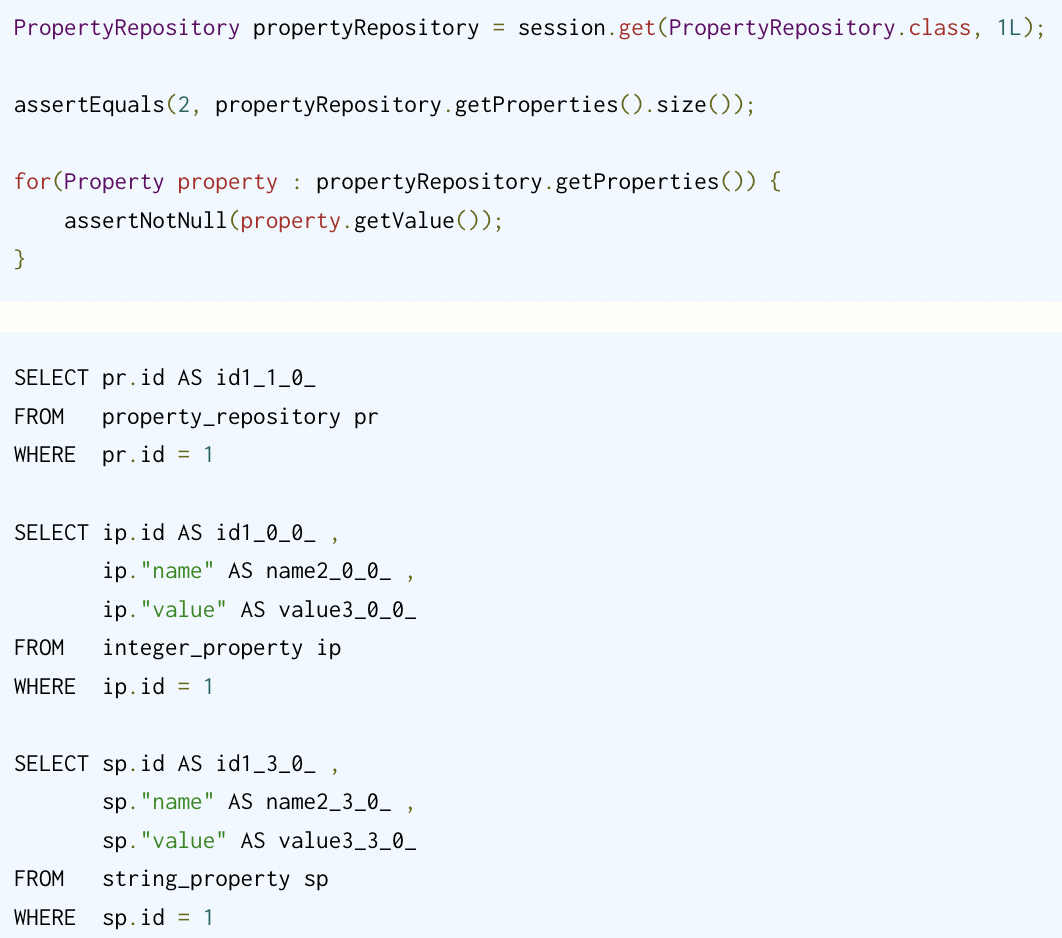 PropertyRepository propertyRepository = session.get(PropertyRepository.class, 1L);

assertEquals(2, propertyRepository.getProperties().size());

for(Property property : propertyRepository.getProperties()) {
    assertNotNull(property.getValue());
}

SELECT pr.id AS id1_1_0_
FROM   property_repository pr
WHERE  pr.id = 1

SELECT ip.id AS id1_0_0_ ,
       ip."name" AS name2_0_0_ ,
       ip."value" AS value3_0_0_
FROM   integer_property ip
WHERE  ip.id = 1

SELECT sp.id AS id1_3_0_ ,
       sp."name" AS name2_3_0_ ,
       sp."value" AS value3_3_0_
FROM   string_property sp
WHERE  sp.id = 1